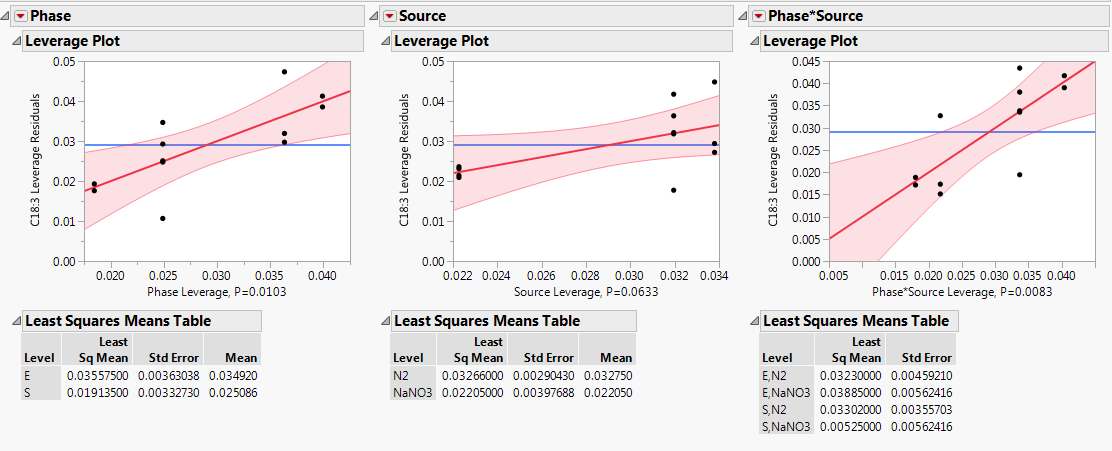 Phase
Leverage Plot
C18:3 Leverage Residuals
0.05
0.04
0.03
0.02
0.01
0.00
0.020 0.025 0.030 0.035 0.040
Phase Leverage, P=0.0103
Least Squares Means Table
Least
Level Sq Mean Std Error Mean
E 0.03557500 0.00363038 0.034920
S 0.01913500 0.00332730 0.025086
Source
Leverage Plot
C18:3 Leverage Residuals
0.05
0.04
0.03
0.02
0.01
0.00
0.022 0.024 0.026 0.028 0.030 0.032 0.034
Source Leverage, P=0.0633
Least Squares Means Table
Least
Level Sq Mean Std Error Mean
N2 0.03266000 0.00290430 0.032750
NaNO3 0.02205000 0.00397688 0.022050
Phase*Source
Leverage Plot
C18:3 Leverage Residuals
0.045
0.040
0.035
0.030
0.025
0.020
0.015
0.010
0.005
0.000
0.005 0.015 0.020 0.025 0.030 0.035 0.040
Phase*Source Leverage, P=0.0083
Least Squares Means Table
Least
Level Sq Mean Std Error
E,N2 0.03230000 0.00459210
E,NaNO3 0.03885000 0.00562416
S,N2 0.03302000 0.00355703
S,NaNO3 0.00525000 0.00562416